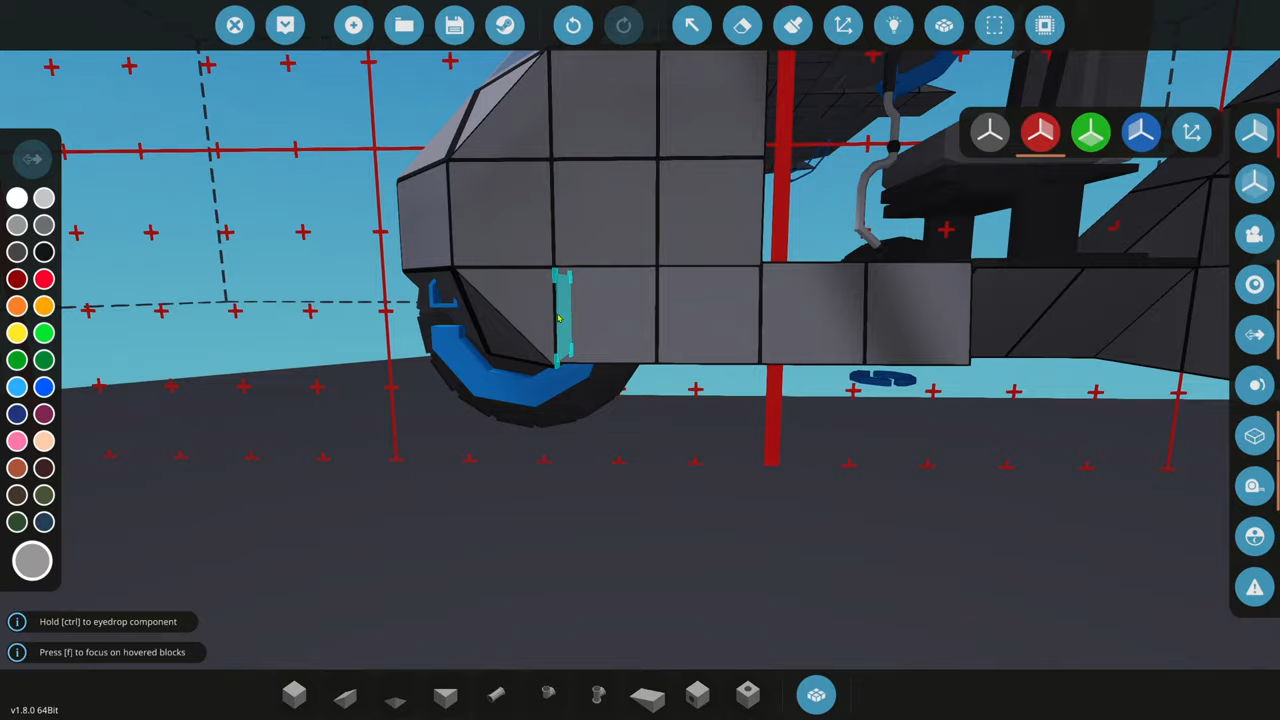 Hold [ctrl] to eyedrop component
Press [f] to focus on hovered blocks
v1.8.0 64Bit